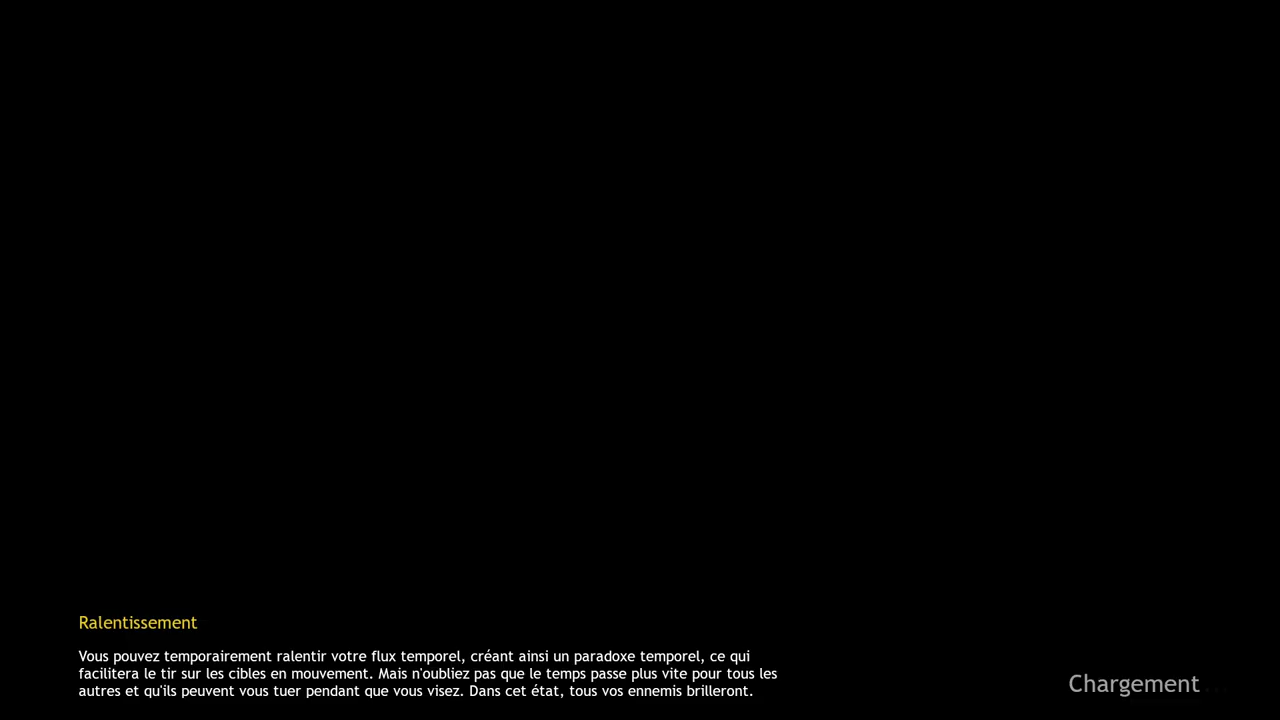 Ralentissement
Vous pouvez temporairement ralentir votre flux temporel, créant ainsi un paradoxe temporel, ce qui
facilitera le tir sur les cibles en mouvement. Mais n'oubliez pas que le temps passe plus vite pour tous les
autres et qu'ils peuvent vous tuer pendant que vous visez. Dans cet état, tous vos ennemis brilleront.
Chargement...